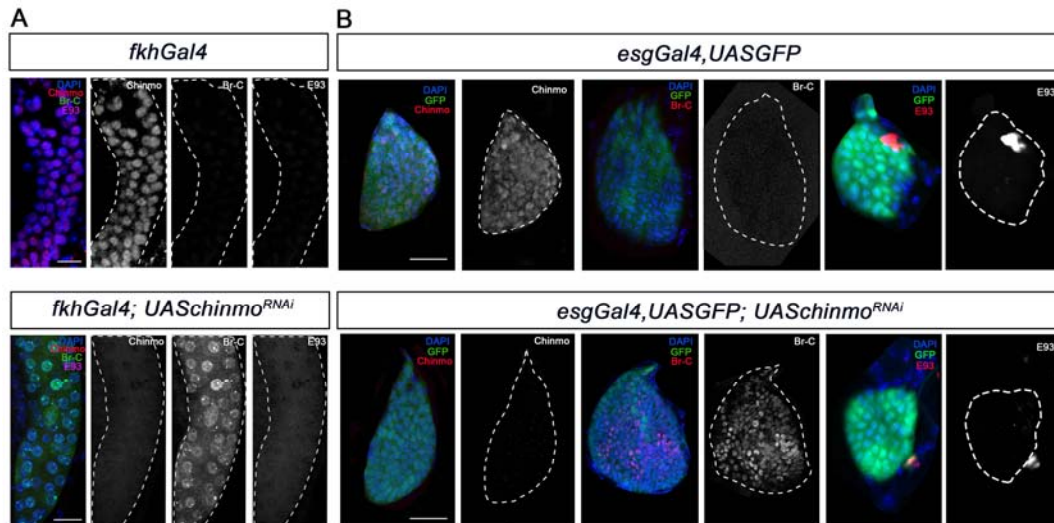 A
B
fkhGal4
esgGal4,UASGFP
DAPI
Chinmo
Br-C
E93
Chinmo
Br-C
E93
DAPI
GFP
Chinmo
Chinmo
DAPI
GFP
Br-C
Br-C
DAPI
GFP
E93
E93
fkhGal4; UASchinmoRNAi
esgGal4,UASGFP; UASchinmoRNAi
DAPI
Chinmo
Br-C
E93
Chinmo
Br-C
E93
DAPI
GFP
Chinmo
Chinmo
DAPI
GFP
Br-C
Br-C
DAPI
GFP
E93
E93